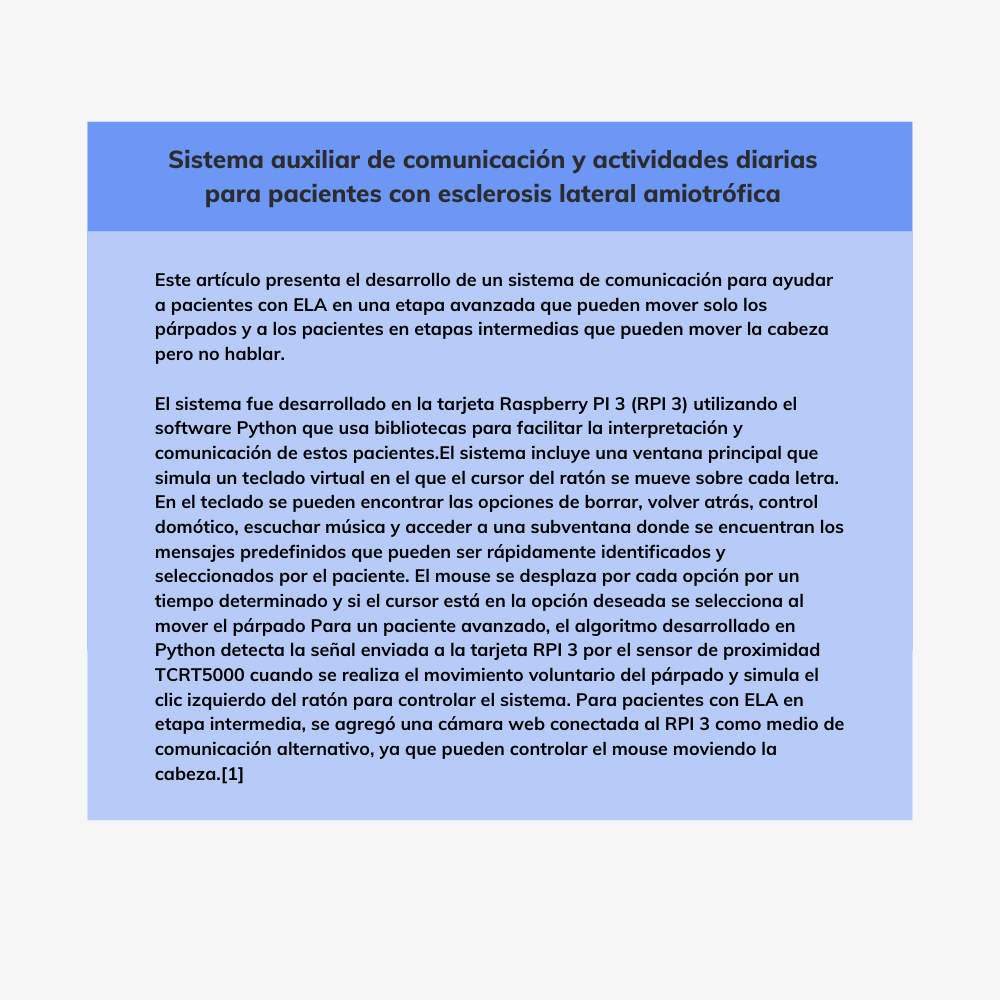 Sistema auxiliar de comunicación y actividades diarias
para pacientes con esclerosis lateral amiotrófica
Este artículo presenta el desarrollo de un sistema de comunicación para ayudar
a pacientes con ELA en una etapa avanzada que pueden mover solo los
párpados y a los pacientes en etapas intermedias que pueden mover la cabeza
pero no hablar.
El sistema fue desarrollado en la tarjeta Raspberry PI 3 (RPI 3) utilizando el
software Python que usa bibliotecas para facilitar la interpretación y
comunicación de estos pacientes.El sistema incluye una ventana principal que
simula un teclado virtual en el que el cursor del ratón se mueve sobre cada letra.
En el teclado se pueden encontrar las opciones de borrar, volver atrás, control
domótico, escuchar música y acceder a una subventana donde se encuentran los
mensajes predefinidos que pueden ser rápidamente identificados y
seleccionados por el paciente. El mouse se desplaza por cada opción por un
tiempo determinado y si el cursor está en la opción deseada se selecciona al
mover el párpado Para un paciente avanzado, el algoritmo desarrollado en
Python detecta la señal enviada a la tarjeta RPI 3 por el sensor de proximidad
TCRT5000 cuando se realiza el movimiento voluntario del párpado y simula el
clic izquierdo del ratón para controlar el sistema. Para pacientes con ELA en
etapa intermedia, se agregó una cámara web conectada al RPI 3 como medio de
comunicación alternativo, ya que pueden controlar el mouse moviendo la
cabeza.[1]